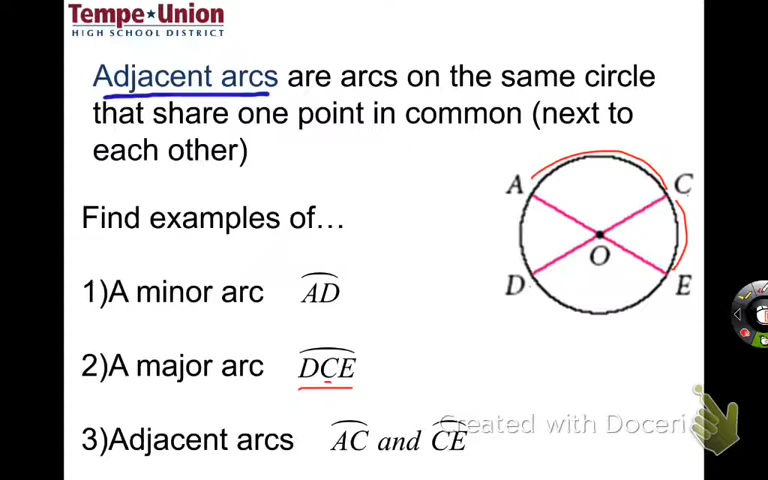 Tempe★Union
HIGH SCHOOL DISTRICT
Adjacent arcs are arcs on the same circle
that share one point in common (next to
each other)
A
C
Find examples of…
O
D
E
1)A minor arc AD
2)A major arc DCE
Created with Doceri
3)Adjacent arcs AC and CE